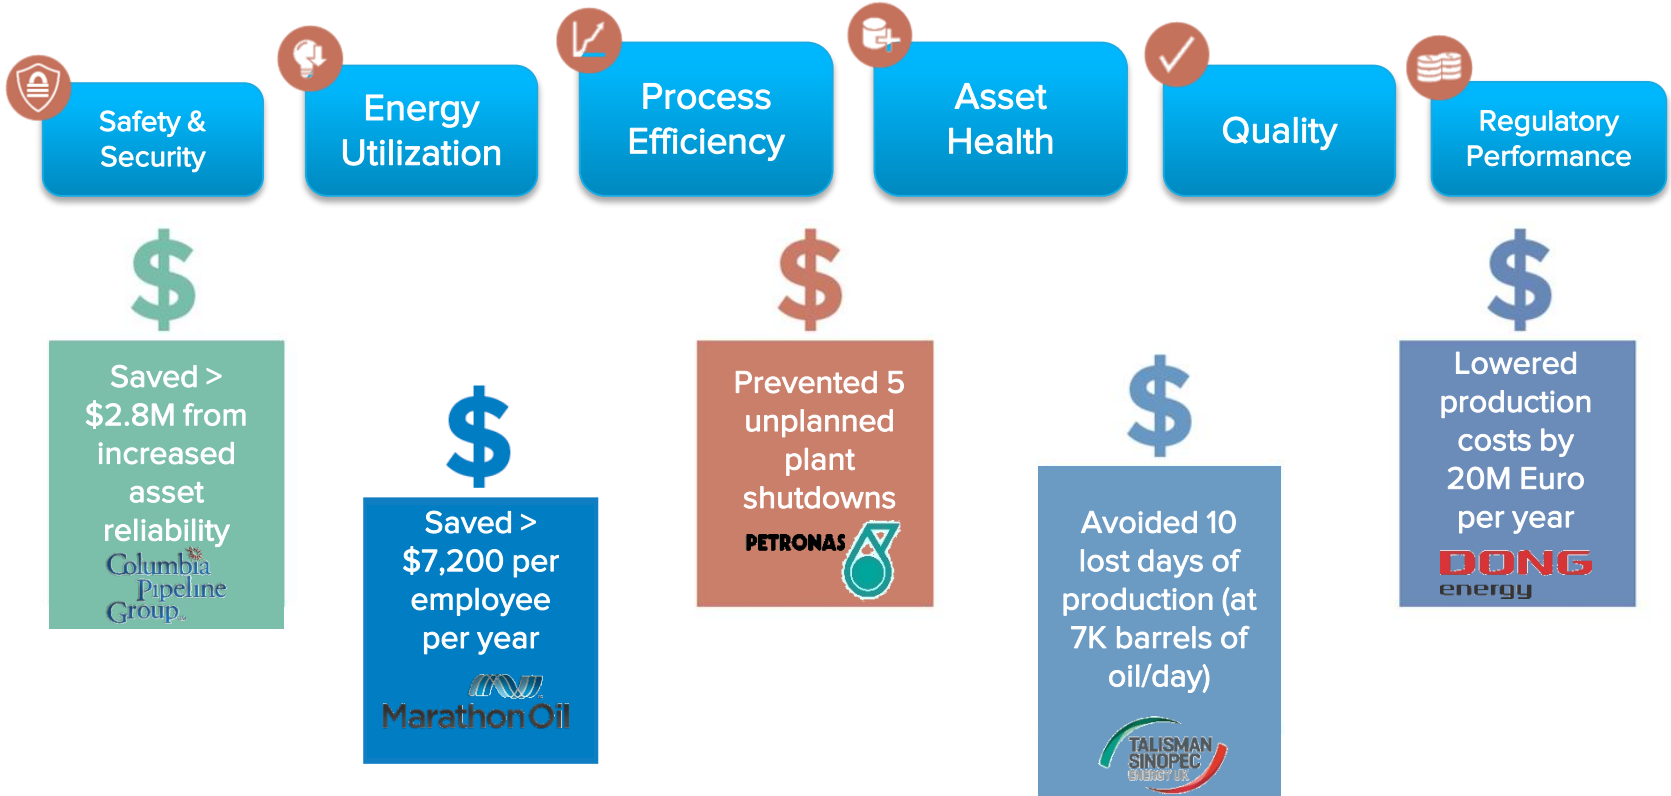 Safety &
Security
Energy
Utilization
Process
Efficiency
Asset
Health
Quality
Regulatory
Performance
$
Saved >
$2.8M from
increased
asset
reliability
Columbia
Pipeline
Group
$
Saved >
$7,200 per
employee
per year
Marathon Oil
$
Prevented 5
unplanned
plant
shutdowns
PETRONAS
$
Avoided 10
lost days of
production (at
7K barrels of
oil/day)
TALISMAN
SINOPEC
ENERGY UK
$
Lowered
production
costs by
20M Euro
per year
DONG
energy